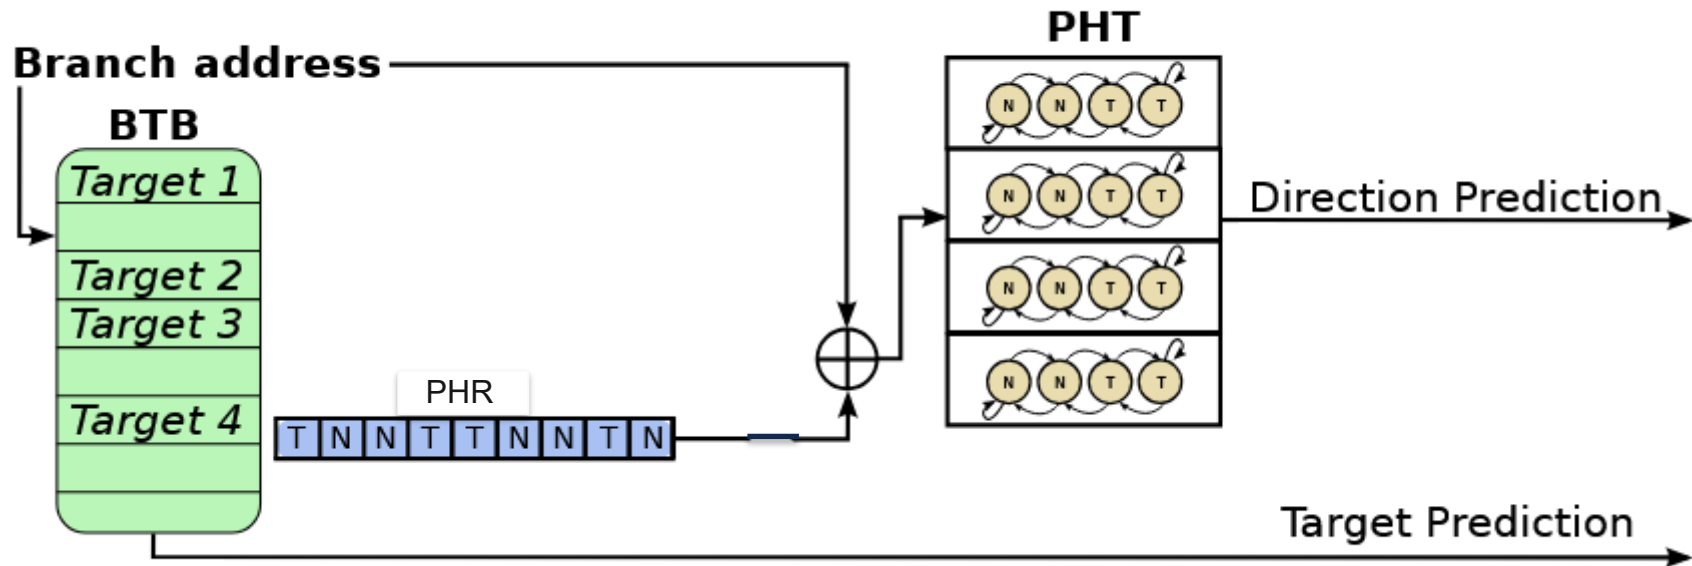 PHT
Branch address
BTB
Target 1
Target 2
Target 3
Target 4
PHR
T N N T T N N T N
N N T T
N N T T
N N T T
N N T T
Direction Prediction
Target Prediction